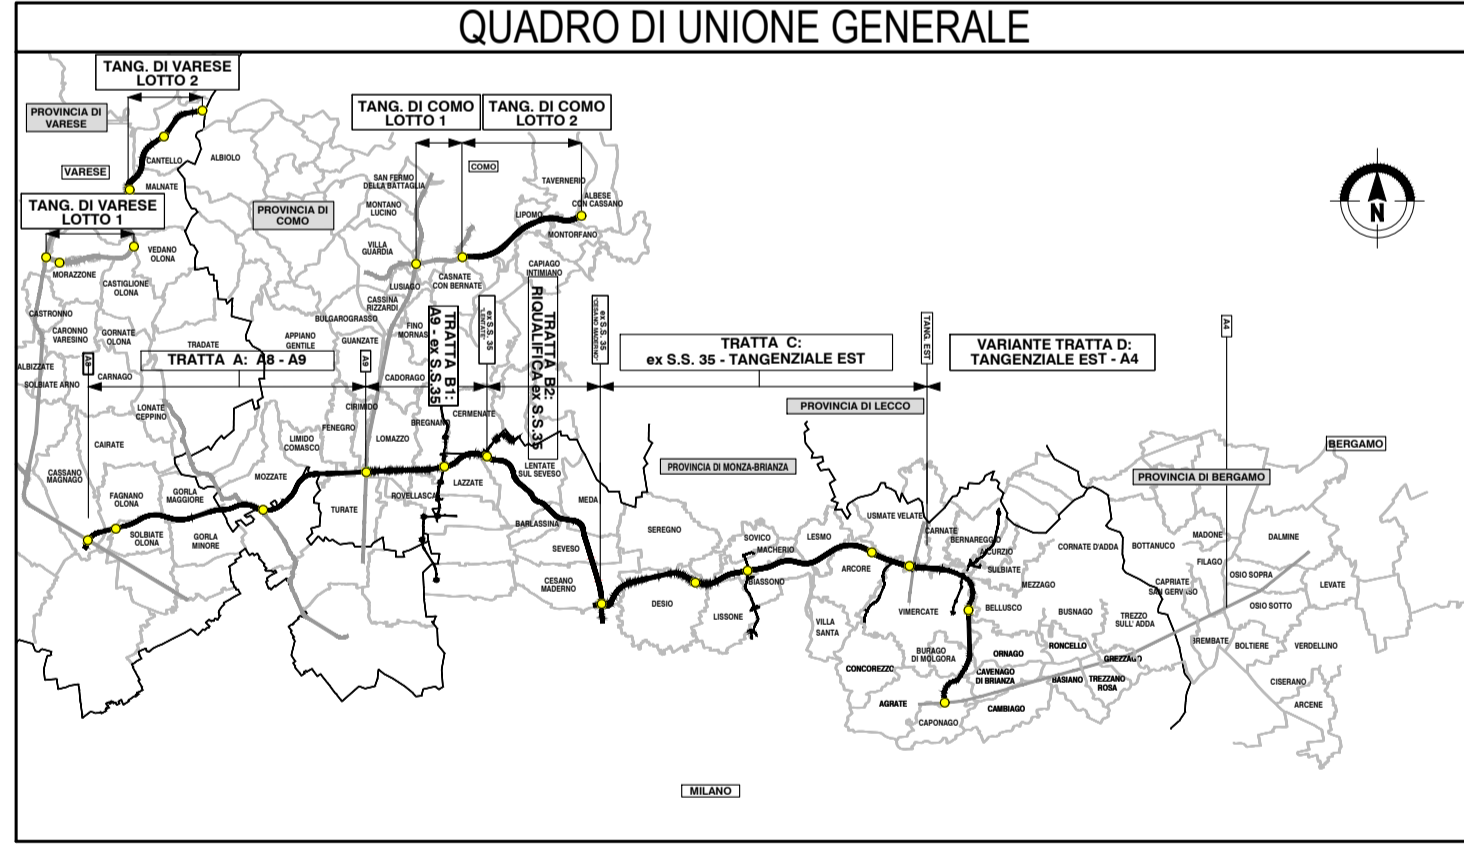 QUADRO DI UNIONE GENERALE
TANG. DI VARESE
LOTTO 2
PROVINCIA DI
VARESE
TANG. DI COMO
LOTTO 1
TANG. DI COMO
LOTTO 2
CANTELLO
ALBIOLO
VARESE
MALNATE
COMO
SAN FERMO
DELLA BATTAGLIA
TAVERNERIO
ALBESE
CON CASSANO
TANG. DI VARESE
LOTTO 1
PROVINCIA DI
COMO
MONTANO
LUCINO
LIPOMO
MONTORFANO
N
VEDANO
OLONA
VILLA
GUARDIA
MORAZZONE
CASTIGLIONE
OLONA
LUSIAGO
CASNATE
CON BERNATE
CAPIAGO
INTIMIANO
CASSINA
RIZZARDI
CASTRONNO
BULGAROGRASSO
CARONNO
VARESINO
GORNATE
OLONA
TRADATE
APPIANO
GENTILE
GUANZATE
FINO
MORNAS
TRATTA B1:
A9 - ex S.S.35
ex S.S. 35
TRATTA B2:
RIQUALIFICA ex S.S.35
ex S.S. 35
"CESANO MADERNO"
TRATTA C:
ex S.S. 35 - TANGENZIALE EST
TANG. EST
VARIANTE TRATTA D:
TANGENZIALE EST - A4
A4
ALBIZZATE
SOLBIATE ARNO
A8
CARNAGO
TRATTA A: A8 - A9
A9
CADORAGO
LONATE
CEPPINO
CIRIMIDO
FENEGRO
BREGNANO
CERMENATE
PROVINCIA DI LECCO
CAIRATE
LIMIDO
COMASCO
LOMAZZO
BERGAMO
CASSANO
MAGNAGO
MOZZATE
LENTATE
SUL SEVESO
PROVINCIA DI MONZA-BRIANZA
PROVINCIA DI BERGAMO
FAGNANO
OLONA
GORLA
MAGGIORE
ROVELLASCA
LAZZATE
MEDA
TURATE
SOLBIATE
OLONA
GORLA
MINORE
BARLASSINA
SEREGNO
SOVICO
MACHERIO
LESMO
USMATE VELATE
CARNATE
BERNAREGGIO
AICURZIO
SULBIATE
CORNATE D'ADDA
BOTTANUCO
MADONE
DALMINE
SEVESO
CESANO
MADERNO
BIASSONO
ARCORE
MEZZAGO
FILAGO
CAPRIATE
SAN GERVASO
OSIO SOPRA
LEVATE
DESIO
LISSONE
VILLA
SANTA
VIMERCATE
BELLUSCO
BUSNAGO
TREZZO
SULL' ADDA
OSIO SOTTO
BREMBATE
BOLTIERE
VERDELLINO
BURAGO
DI MOLGORA
ORNAGO
RONCELLO
GREZZAGO
CONCOREZZO
CAVENAGO
DI BRIANZA
BASIANO
TREZZANO
ROSA
CISERANO
AGRATE
CAMBIAGO
ARCENE
CAPONAGO
MILANO